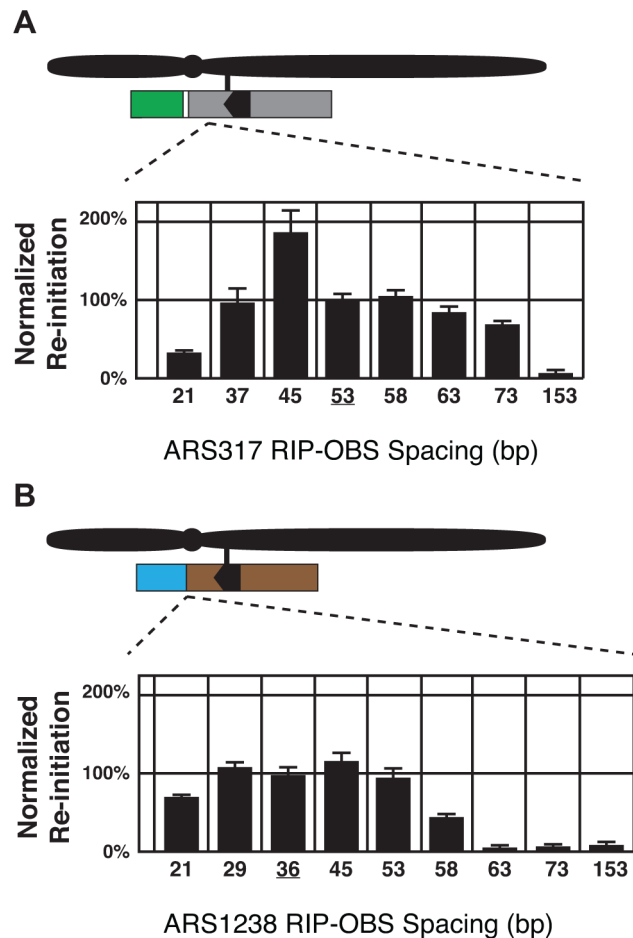 A
Normalized
Re-initiation
200%
100%
0%
21 37 45 53 58 63 73 153
ARS317 RIP-OBS Spacing (bp)
B
Normalized
Re-initiation
200%
100%
0%
21 29 36 45 53 58 63 73 153
ARS1238 RIP-OBS Spacing (bp)